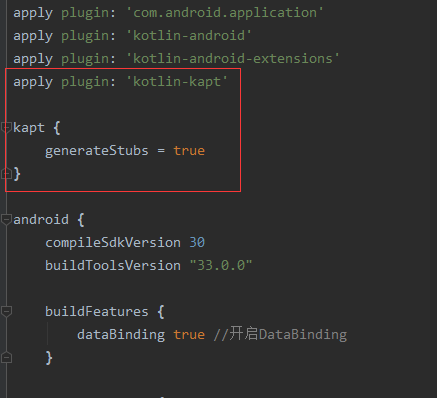 apply plugin: 'com.android.application'
apply plugin: 'kotlin-android'
apply plugin: 'kotlin-android-extensions'
apply plugin: 'kotlin-kapt'
kapt {
generateStubs = true
}
android {
compileSdkVersion 30
buildToolsVersion "33.0.0"
buildFeatures {
dataBinding true //开启DataBinding
}